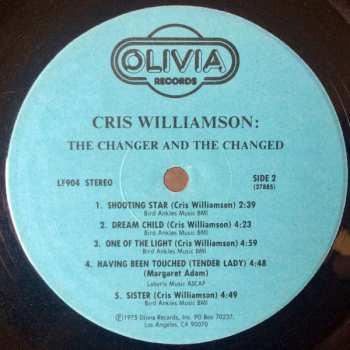 OLIVIA
RECORDS
CRIS WILLIAMSON:
THE CHANGER AND THE CHANGED
LF904 STEREO
SIDE 2
(37885)
1. SHOUTING STAR (Cris Williamson) 2:39
Bird Ankles Music BMI
2. DREAM CHILD (Cris Williamson) 4:23
Bird Ankles Music BMI
3. ONE OF THE LIGHT (Cris Williamson) 4:59
Bird Ankles Music BMI
4. HAVING BEEN TOUCHED (TENDER LADY) 4:48
(Margaret Adam)
Laboris Music ASCAP
5. SISTER (Cris Williamson) 4:49
Bird Ankles Music BMI
©1975 Olivia Records, Inc. PO Box 70237,
Los Angeles, CA 90070